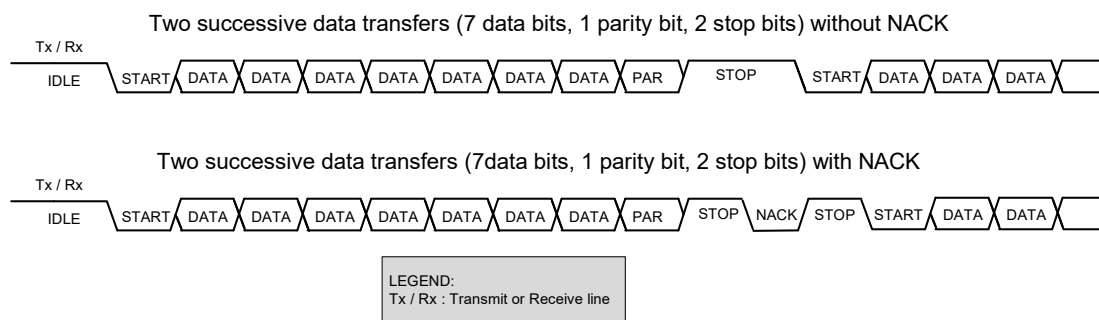 Two successive data transfers (7 data bits, 1 parity bit, 2 stop bits) without NACK
Tx / Rx
IDLE START DATA DATA DATA DATA DATA DATA DATA PAR STOP START DATA DATA DATA
Two successive data transfers (7data bits, 1 parity bit, 2 stop bits) with NACK
Tx / Rx
IDLE START DATA DATA DATA DATA DATA DATA DATA PAR STOP NACK STOP START DATA DATA
LEGEND:
Tx / Rx : Transmit or Receive line